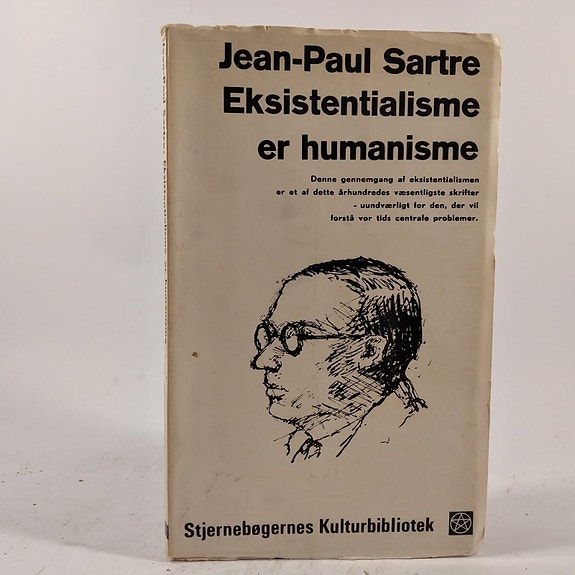 Jean-Paul Sartre
Eksistentialisme
er humanisme
Denne gennemgang af eksistentialismen
er et af dette århundredes væsentligste skrifter
- uundværligt for den, der vil
forstå vor tids centrale problemer.
Stjernebøgernes Kulturbibliotek